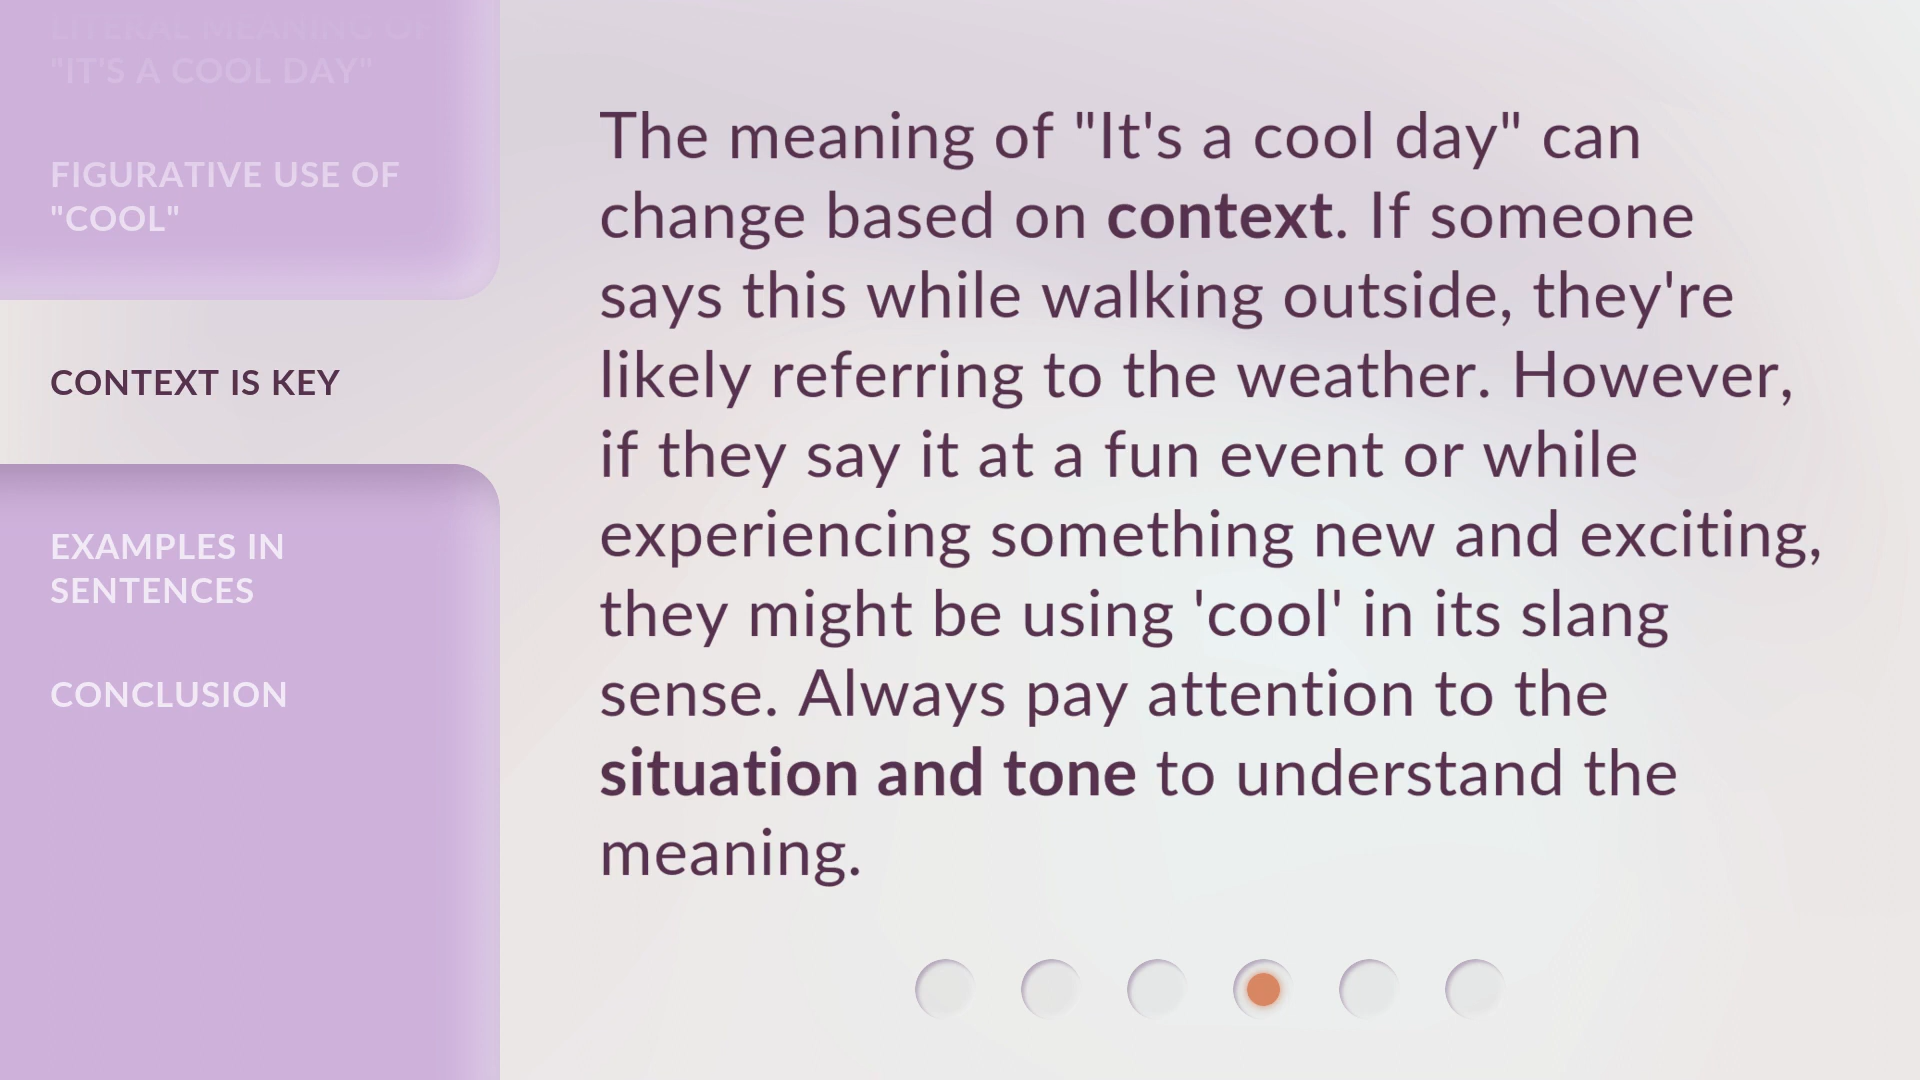 LITERAL MEANING OF
"IT'S A COOL DAY"
FIGURATIVE USE OF
"COOL"
CONTEXT IS KEY
EXAMPLES IN
SENTENCES
CONCLUSION
The meaning of "It's a cool day" can
change based on context. If someone
says this while walking outside, they're
likely referring to the weather. However,
if they say it at a fun event or while
experiencing something new and exciting,
they might be using 'cool' in its slang
sense. Always pay attention to the
situation and tone to understand the
meaning.